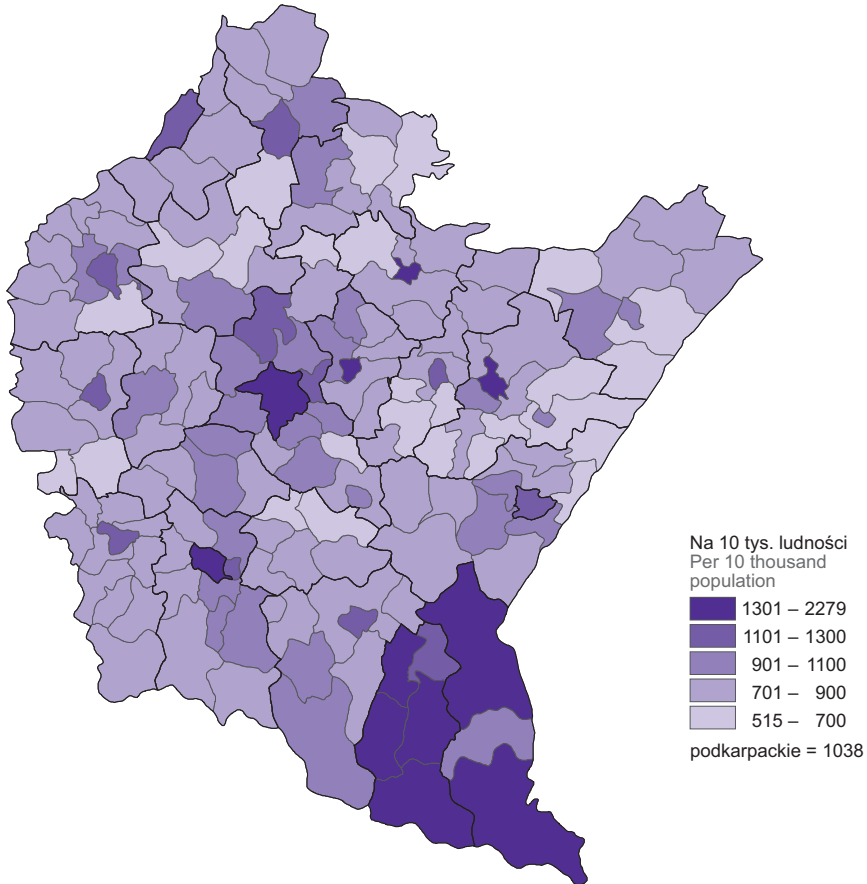 Na 10 tys. ludności
Per 10 thousand
population
1301 – 2279
1101 – 1300
901 – 1100
701 – 900
515 – 700
podkarpackie = 1038